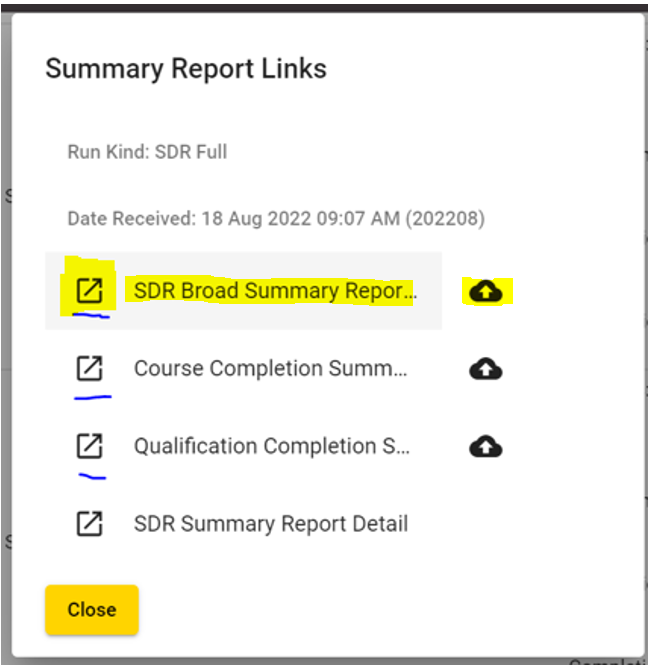 Summary Report Links
Run Kind: SDR Full
Date Received: 18 Aug 2022 09:07 AM (202208)
SDR Broad Summary Repor...
Course Completion Summ...
Qualification Completion S...
SDR Summary Report Detail
Close